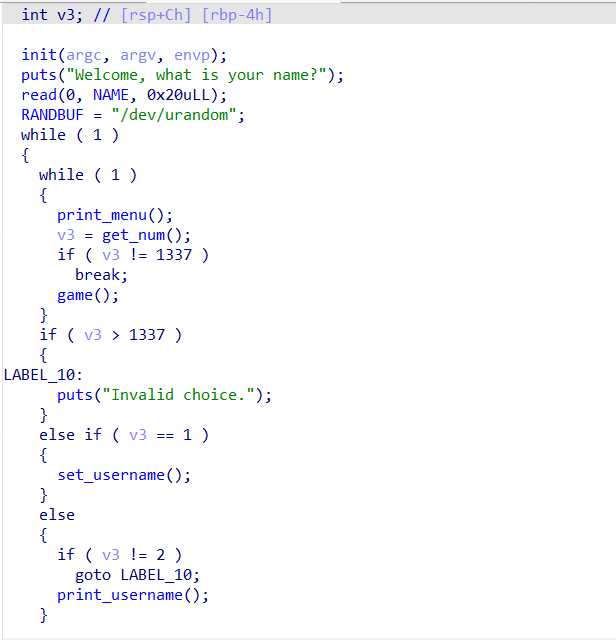 int v3; // [rsp+Ch] [rbp-4h]
init(argc, argv, envp);
puts("Welcome, what is your name?");
read(0, NAME, 0x20uLL);
RANDBUF = "/dev/urandom";
while ( 1 )
{
while ( 1 )
{
print_menu();
v3 = get_num();
if ( v3 != 1337 )
break;
game();
}
if ( v3 > 1337 )
{
LABEL_10:
puts("Invalid choice.");
}
else if ( v3 == 1 )
{
set_username();
}
else
{
if ( v3 != 2 )
goto LABEL_10;
print_username();
}